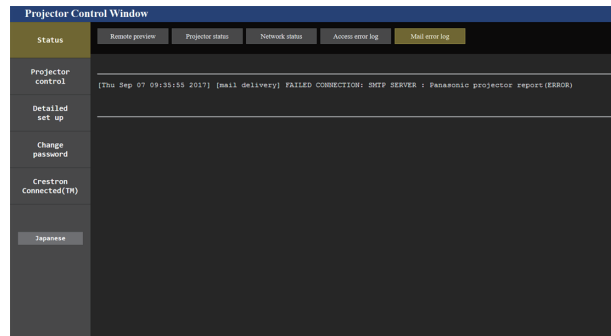 Projector Control Window
Status
Remote preview
Projector status
Network status
Access error log
Mail error log
Projector
control
[Thu Sep 07 09:35:55 2017] [mail delivery] FAILED CONNECTION: SMTP SERVER : Panasonic projector report(ERROR)
Detailed
set up
Change
password
Crestron
Connected(TM)
Japanese